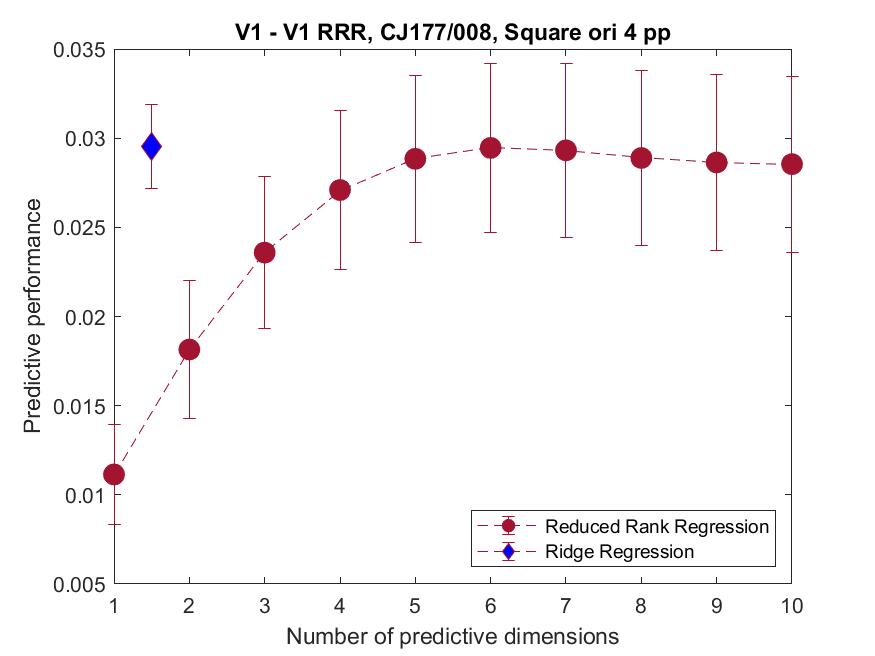 V1 - V1 RRR, CJ177/008, Square ori 4 pp
0.035
0.03
0.025
0.02
0.015
0.01
0.005
Predictive performance
1 2 3 4 5 6 7 8 9 10
Number of predictive dimensions
Reduced Rank Regression
Ridge Regression